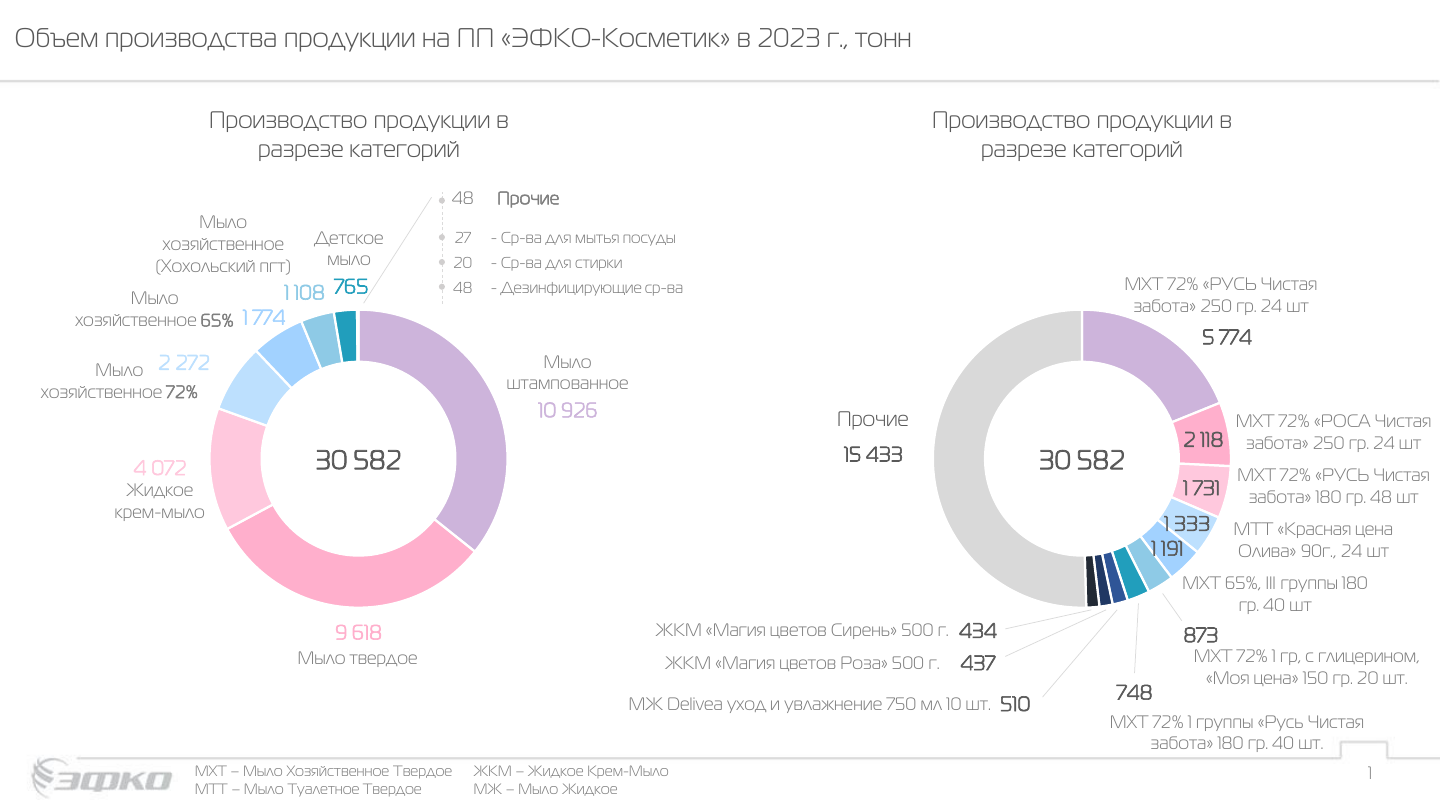 Объем производства продукции на ПП «ЭФКО-Косметик» в 2023 г., тонн
Производство продукции в
разрезе категорий
48 Прочие
27 - Ср-ва для мытья посуды
20 - Ср-ва для стирки
48 - Дезинфицирующие ср-ва
Мыло
хозяйственное
(Хохольский пгт)
1 108
Детское
мыло
765
Мыло
хозяйственное 65%
1 774
Мыло
хозяйственное 72%
2 272
Мыло
штампованное
10 926
30 582
4 072
Жидкое
крем-мыло
9 618
Мыло твердое
Производство продукции в
разрезе категорий
МХТ 72% «РУСЬ Чистая
забота» 250 гр. 24 шт
5 774
Прочие
15 433
30 582
2 118
МХТ 72% «РОСА Чистая
забота» 250 гр. 24 шт
1 731
МХТ 72% «РУСЬ Чистая
забота» 180 гр. 48 шт
1 333
МТТ «Красная цена
Олива» 90г., 24 шт
1 191
МХТ 65%, III группы 180
гр. 40 шт
873
МХТ 72% 1 гр, с глицерином,
«Моя цена» 150 гр. 20 шт.
748
МХТ 72% 1 группы «Русь Чистая
забота» 180 гр. 40 шт.
ЖКМ «Магия цветов Сирень» 500 г. 434
ЖКМ «Магия цветов Роза» 500 г. 437
МЖ Delivea уход и увлажнение 750 мл 10 шт. 510
ЭФКО
МХТ – Мыло Хозяйственное Твердое
МТТ – Мыло Туалетное Твердое
ЖКМ – Жидкое Крем-Мыло
МЖ – Мыло Жидкое
1